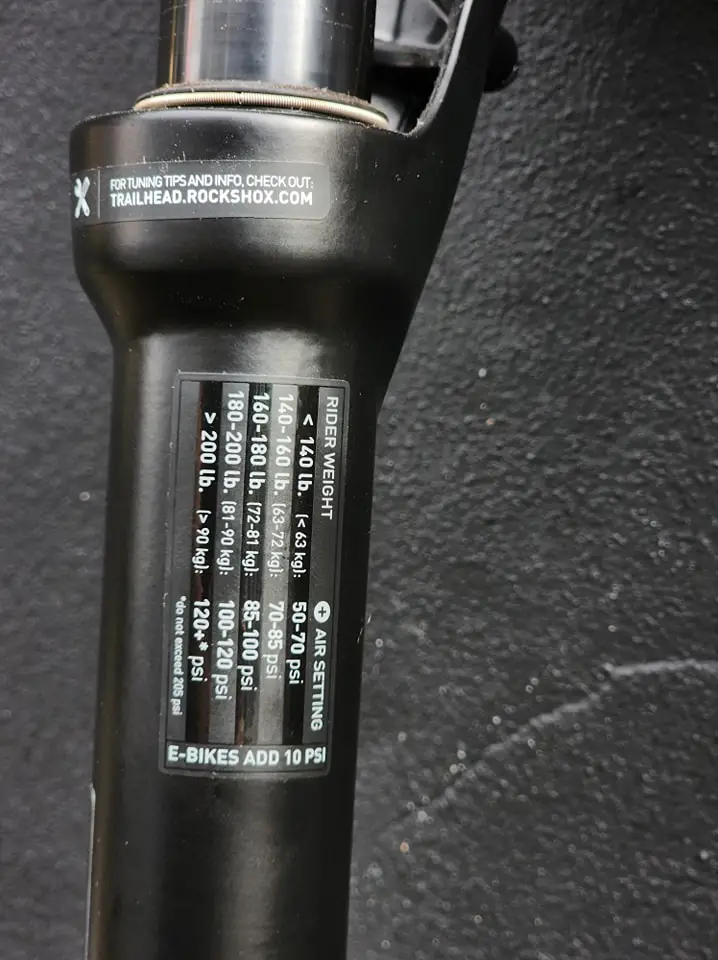 FOR TUNING TIPS AND INFO, CHECK OUT:
TRAILHEAD.ROCKSHOX.COM
RIDER WEIGHT + AIR SETTING
< 140 lb. (< 63 kg): 50-70 psi
140-160 lb. (63-72 kg): 70-85 psi
160-180 lb. (72-81 kg): 85-100 psi
180-200 lb. (81-90 kg): 100-120 psi
> 200 lb. (> 90 kg): 120+* psi
*do not exceed 205 psi
E-BIKES ADD 10 PSI